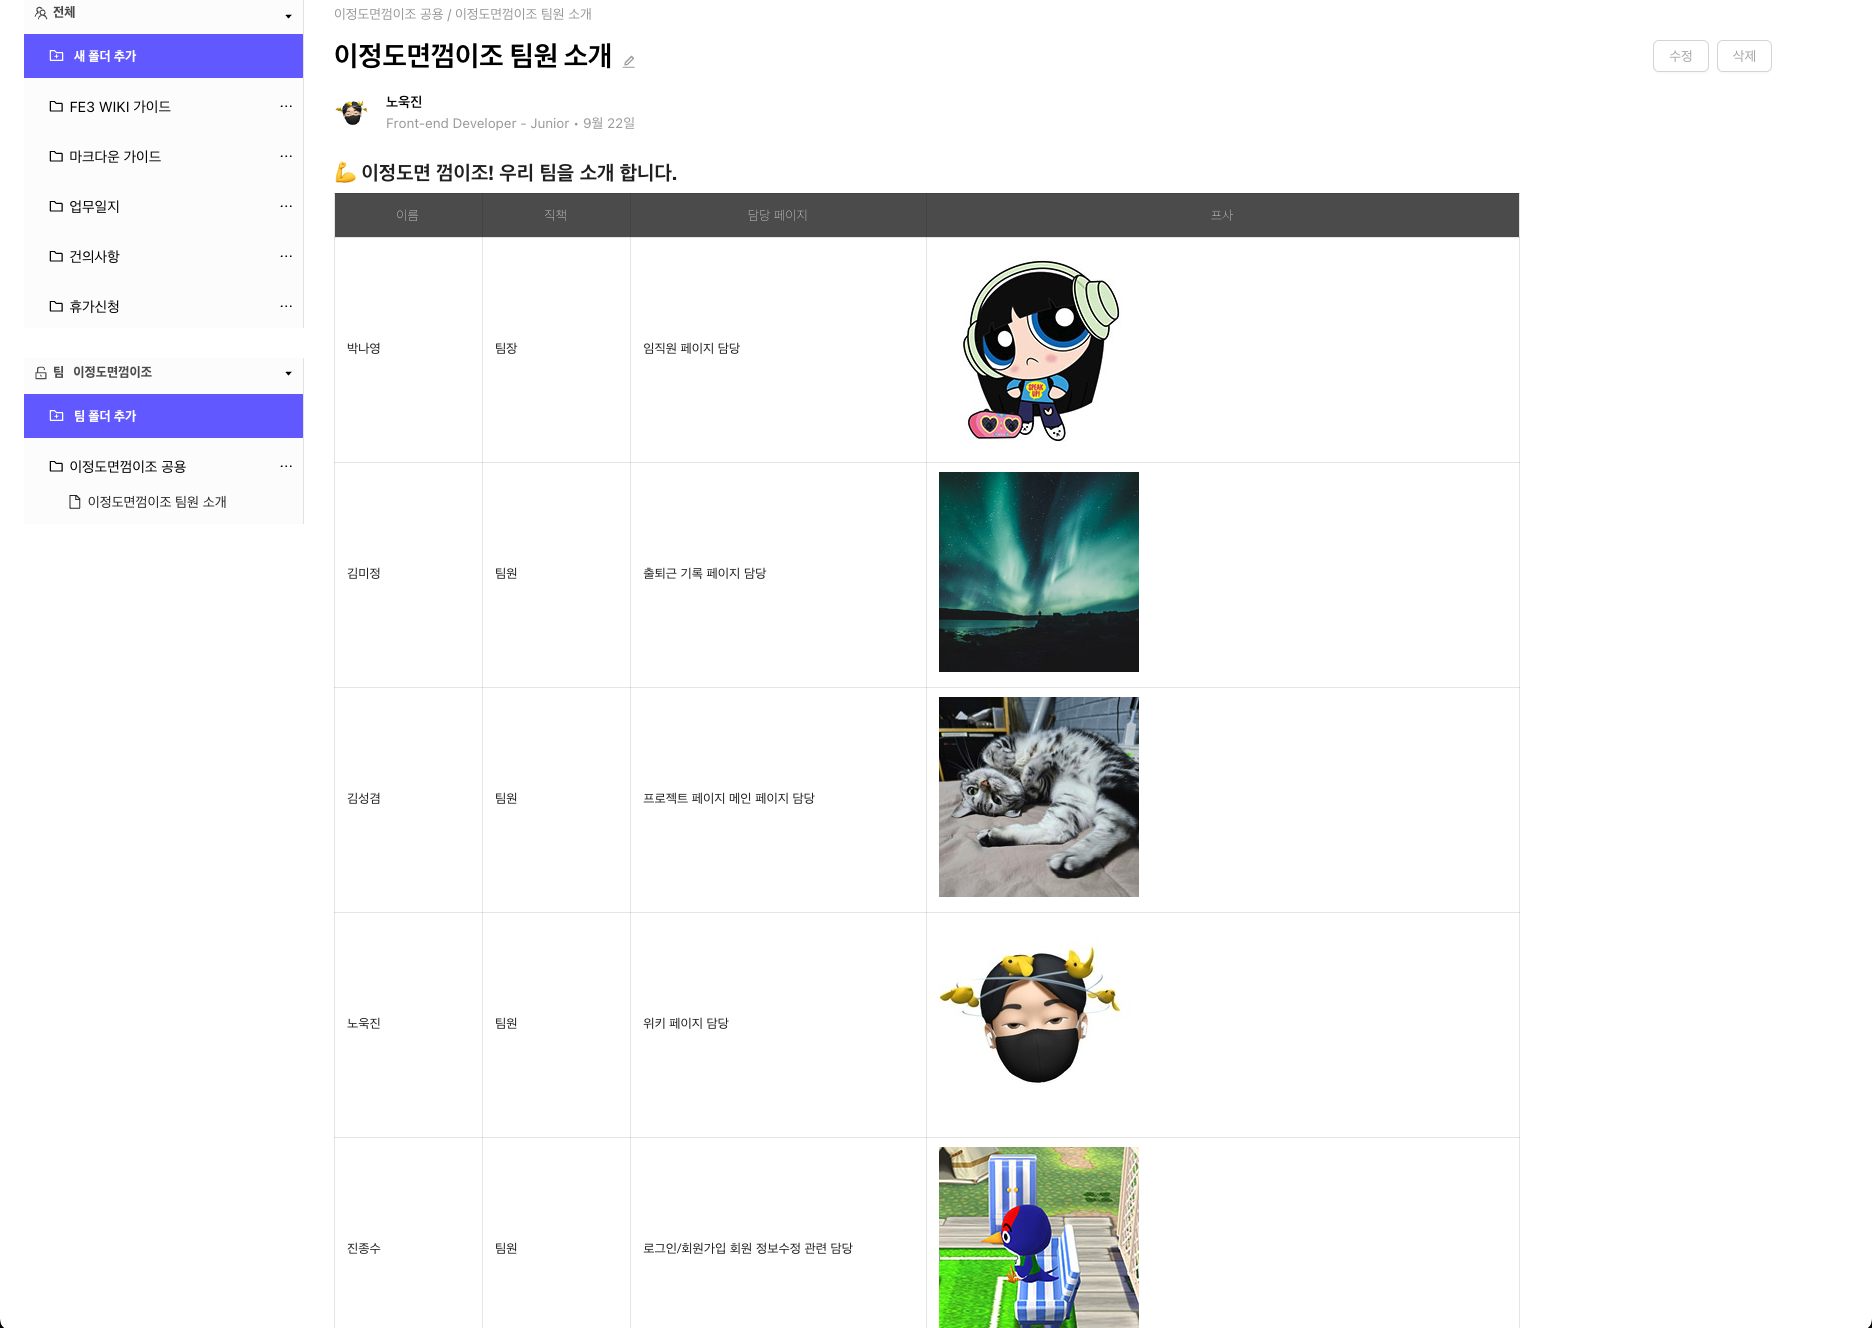 전체
새 폴더 추가
FE3 WIKI 가이드
마크다운 가이드
업무일지
건의사항
휴가신청
팀 이정도면껌이조
팀 폴더 추가
이정도면껌이조 공용
이정도면껌이조 팀원 소개
이정도면껌이조 공용 / 이정도면껌이조 팀원 소개
이정도면껌이조 팀원 소개
수정 삭제
노욱진
Front-end Developer - Junior • 9월 22일
💪 이정도면 껌이조! 우리 팀을 소개 합니다.
이름 직책 담당 페이지 프사
박나영 팀장 임직원 페이지 담당
SPEAK
UP!
김미정 팀원 출퇴근 기록 페이지 담당
김성겸 팀원 프로젝트 페이지 메인 페이지 담당
노욱진 팀원 위키 페이지 담당
진종수 팀원 로그인/회원가입 회원 정보수정 관련 담당